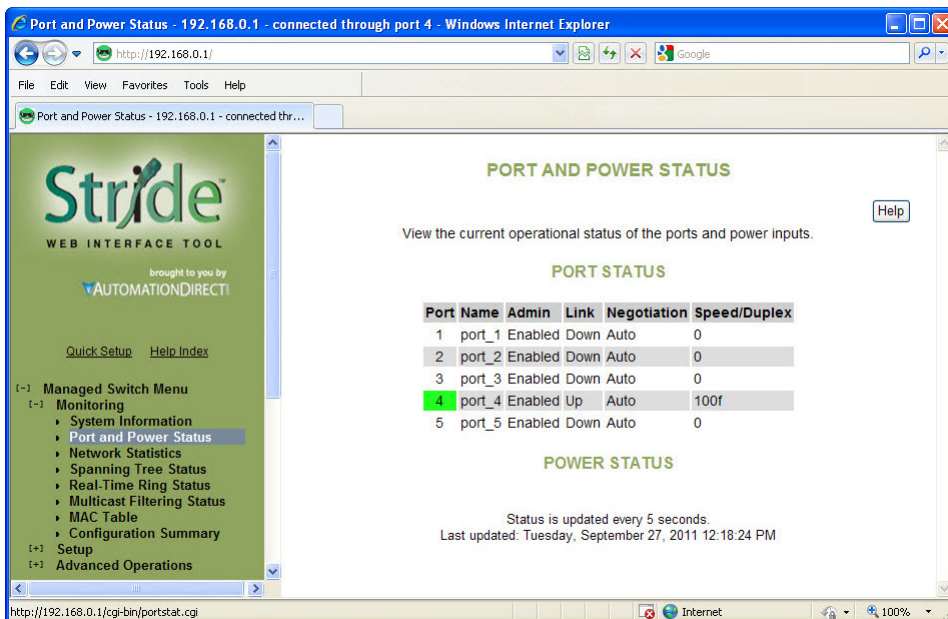 Port and Power Status - 192.168.0.1 - connected through port 4 - Windows Internet Explorer
http://192.168.0.1/
Google
File Edit View Favorites Tools Help
Port and Power Status - 192.168.0.1 - connected thr...
Stride™
WEB INTERFACE TOOL
brought to you by
AUTOMATIONDIRECT
Quick Setup Help Index
[-] Managed Switch Menu
[-] Monitoring
System Information
Port and Power Status
Network Statistics
Spanning Tree Status
Real-Time Ring Status
Multicast Filtering Status
MAC Table
Configuration Summary
[+] Setup
[+] Advanced Operations
PORT AND POWER STATUS
Help
View the current operational status of the ports and power inputs.
PORT STATUS
Port Name Admin Link Negotiation Speed/Duplex
1 port_1 Enabled Down Auto 0
2 port_2 Enabled Down Auto 0
3 port_3 Enabled Down Auto 0
4 port_4 Enabled Up Auto 100f
5 port_5 Enabled Down Auto 0
POWER STATUS
Status is updated every 5 seconds.
Last updated: Tuesday, September 27, 2011 12:18:24 PM
http://192.168.0.1/cgi-bin/portstat.cgi
Internet
100%